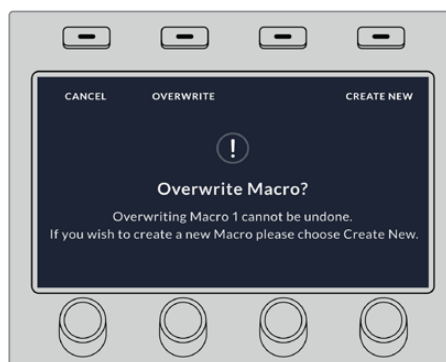 CANCEL OVERWRITE CREATE NEW
!
Overwrite Macro?
Overwriting Macro 1 cannot be undone.
If you wish to create a new Macro please choose Create New.